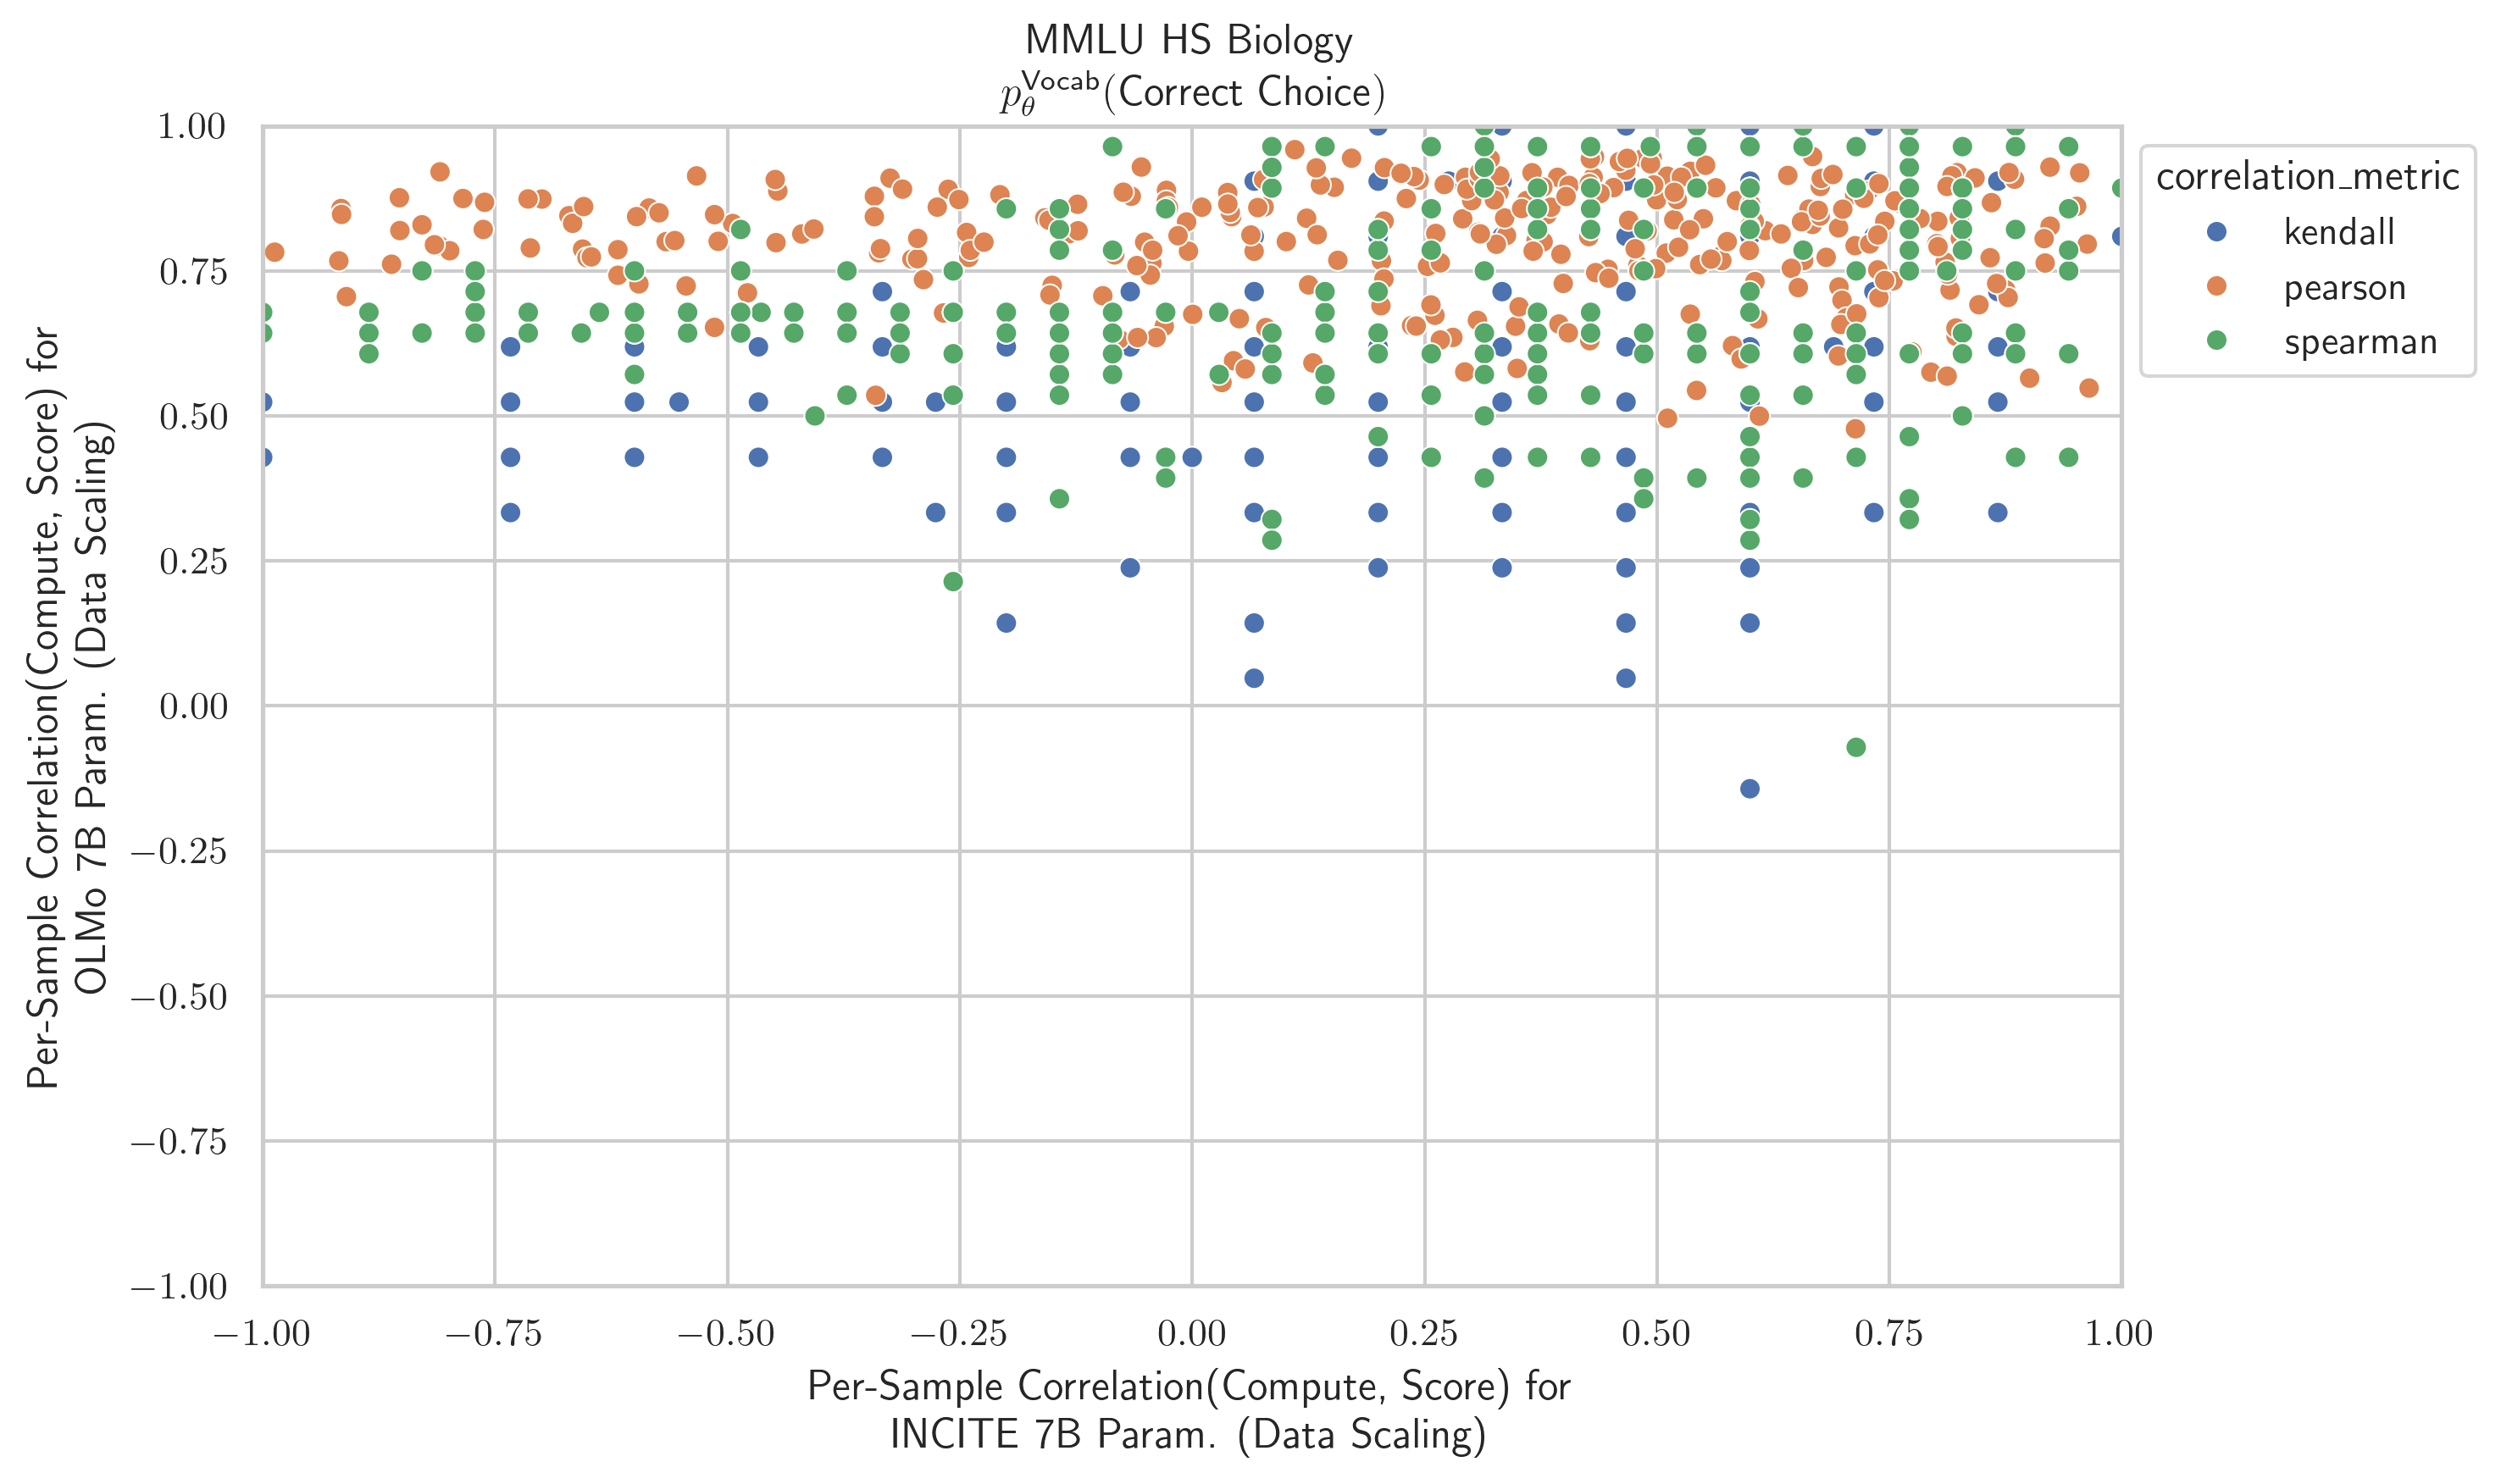 MMLU HS Biology
p_θ^Vocab(Correct Choice)
1.00
0.75
0.50
0.25
0.00
−0.25
−0.50
−0.75
−1.00
Per-Sample Correlation(Compute, Score) for
OLMo 7B Param. (Data Scaling)
correlation_metric
kendall
pearson
spearman
−1.00 −0.75 −0.50 −0.25 0.00 0.25 0.50 0.75 1.00
Per-Sample Correlation(Compute, Score) for
INCITE 7B Param. (Data Scaling)